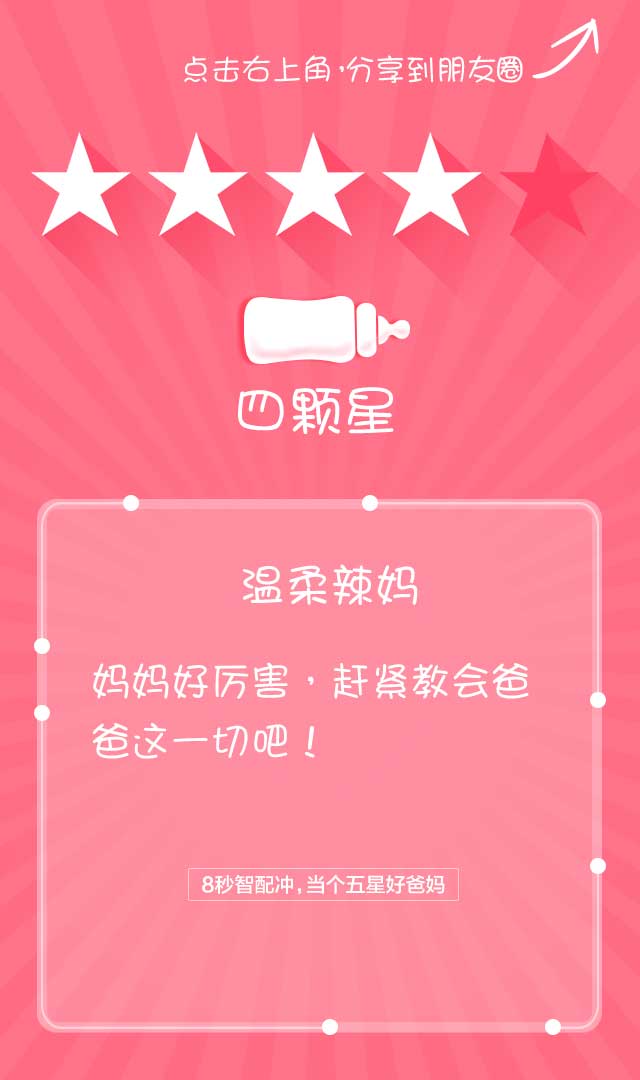 点击右上角,分享到朋友圈
四颗星
温柔辣妈
妈妈好厉害，赶紧教会爸
爸这一切吧！
8秒智配冲,当个五星好爸妈